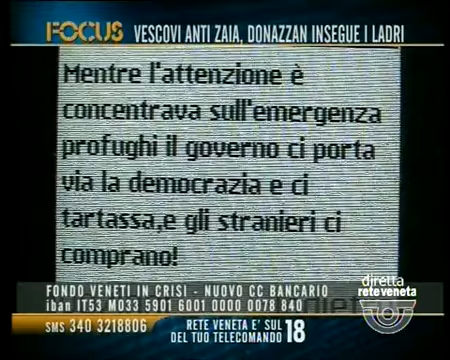 FOCUS VESCOVI ANTI ZAIA, DONAZZAN INSEGUE I LADRI
Mentre l'attenzione è
concentrava sull'emergenza
profughi il governo ci porta
via la democrazia e ci
tartassa,e gli stranieri ci
comprano!
FONDO VENETI IN CRISI - NUOVO CC BANCARIO
iban IT53 M033 5901 6001 0000 0078 840
diretta
reteveneta
SMS 340 3218806
RETE VENETA E' SUL
DEL TUO TELECOMANDO 18